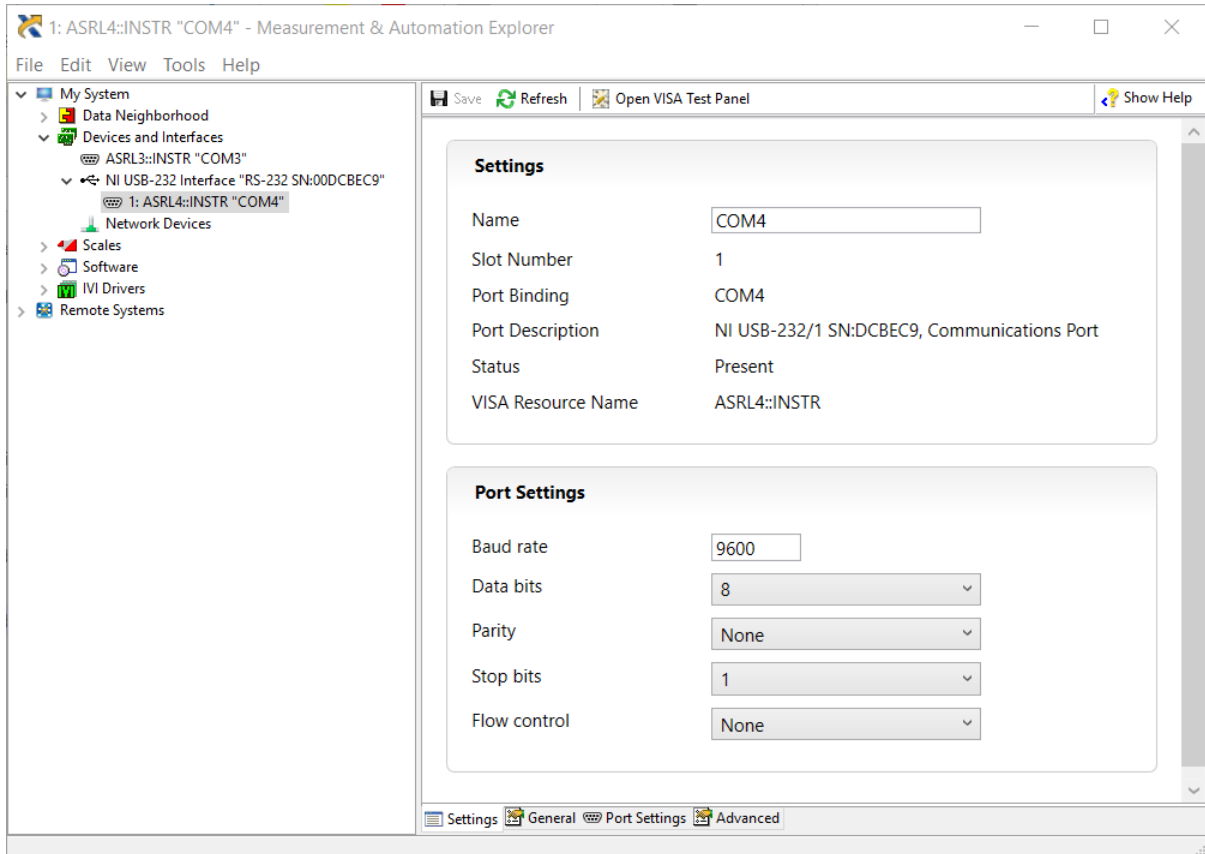 1: ASRL4::INSTR "COM4" - Measurement & Automation Explorer
File Edit View Tools Help
My System
Data Neighborhood
Devices and Interfaces
ASRL3::INSTR "COM3"
NI USB-232 Interface "RS-232 SN:00DCBEC9"
1: ASRL4::INSTR "COM4"
Network Devices
Scales
Software
IVI Drivers
Remote Systems
Save Refresh Open VISA Test Panel Show Help
Settings
Name COM4
Slot Number 1
Port Binding COM4
Port Description NI USB-232/1 SN:DCBEC9, Communications Port
Status Present
VISA Resource Name ASRL4::INSTR
Port Settings
Baud rate 9600
Data bits 8
Parity None
Stop bits 1
Flow control None
Settings General Port Settings Advanced